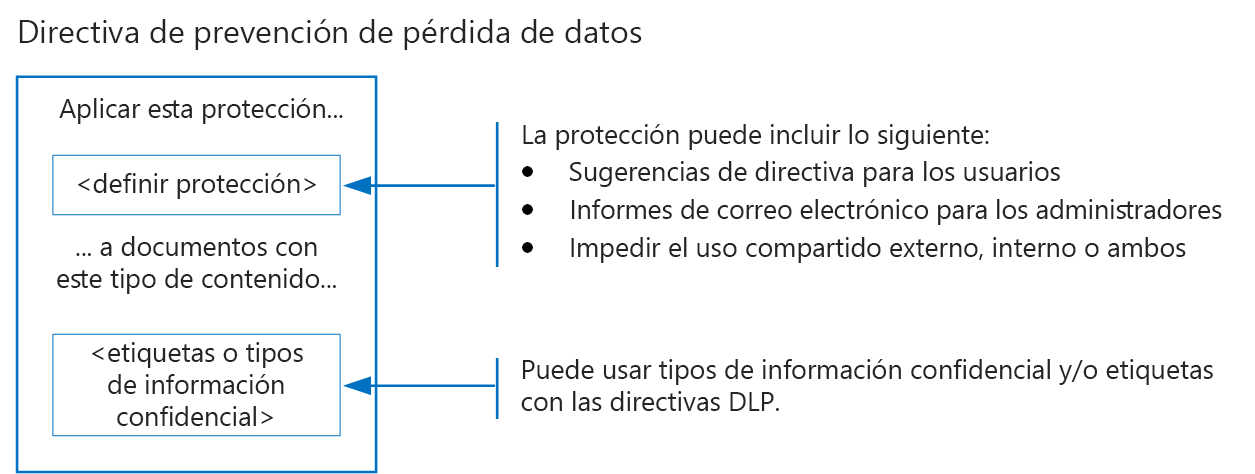 Directiva de prevención de pérdida de datos
Aplicar esta protección...
<definir protección>
... a documentos con
este tipo de contenido...
<etiquetas o tipos
de información
confidencial>
La protección puede incluir lo siguiente:
• Sugerencias de directiva para los usuarios
• Informes de correo electrónico para los administradores
• Impedir el uso compartido externo, interno o ambos
Puede usar tipos de información confidencial y/o etiquetas
con las directivas DLP.